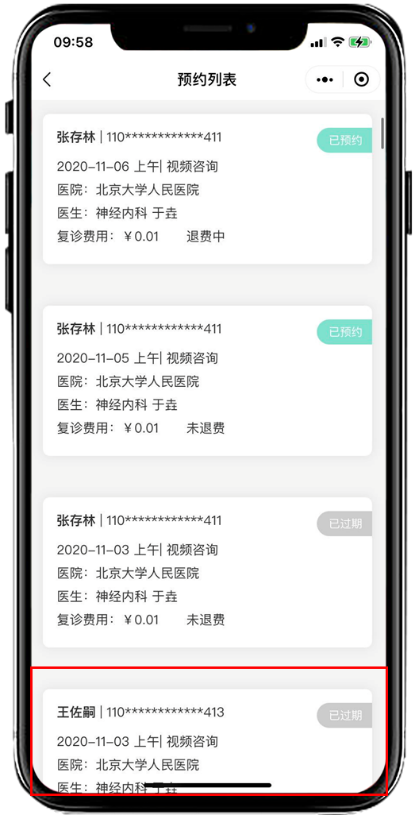 09:58
预约列表
张存林 | 110************411
已预约
2020-11-06 上午| 视频咨询
医院：北京大学人民医院
医生：神经内科 于垚
复诊费用：￥0.01 退费中
张存林 | 110************411
已预约
2020-11-05 上午| 视频咨询
医院：北京大学人民医院
医生：神经内科 于垚
复诊费用：￥0.01 未退费
张存林 | 110************411
已过期
2020-11-03 上午| 视频咨询
医院：北京大学人民医院
医生：神经内科 于垚
复诊费用：￥0.01 未退费
王佐嗣 | 110************413
已过期
2020-11-03 上午| 视频咨询
医院：北京大学人民医院
医生：神经内科 于垚